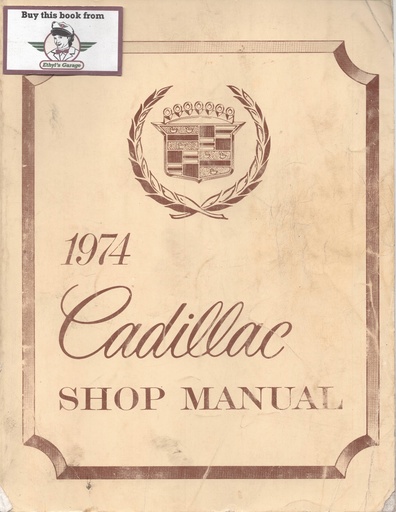 Buy this book from
Ethyl's Garage
1974
Cadillac
SHOP MANUAL